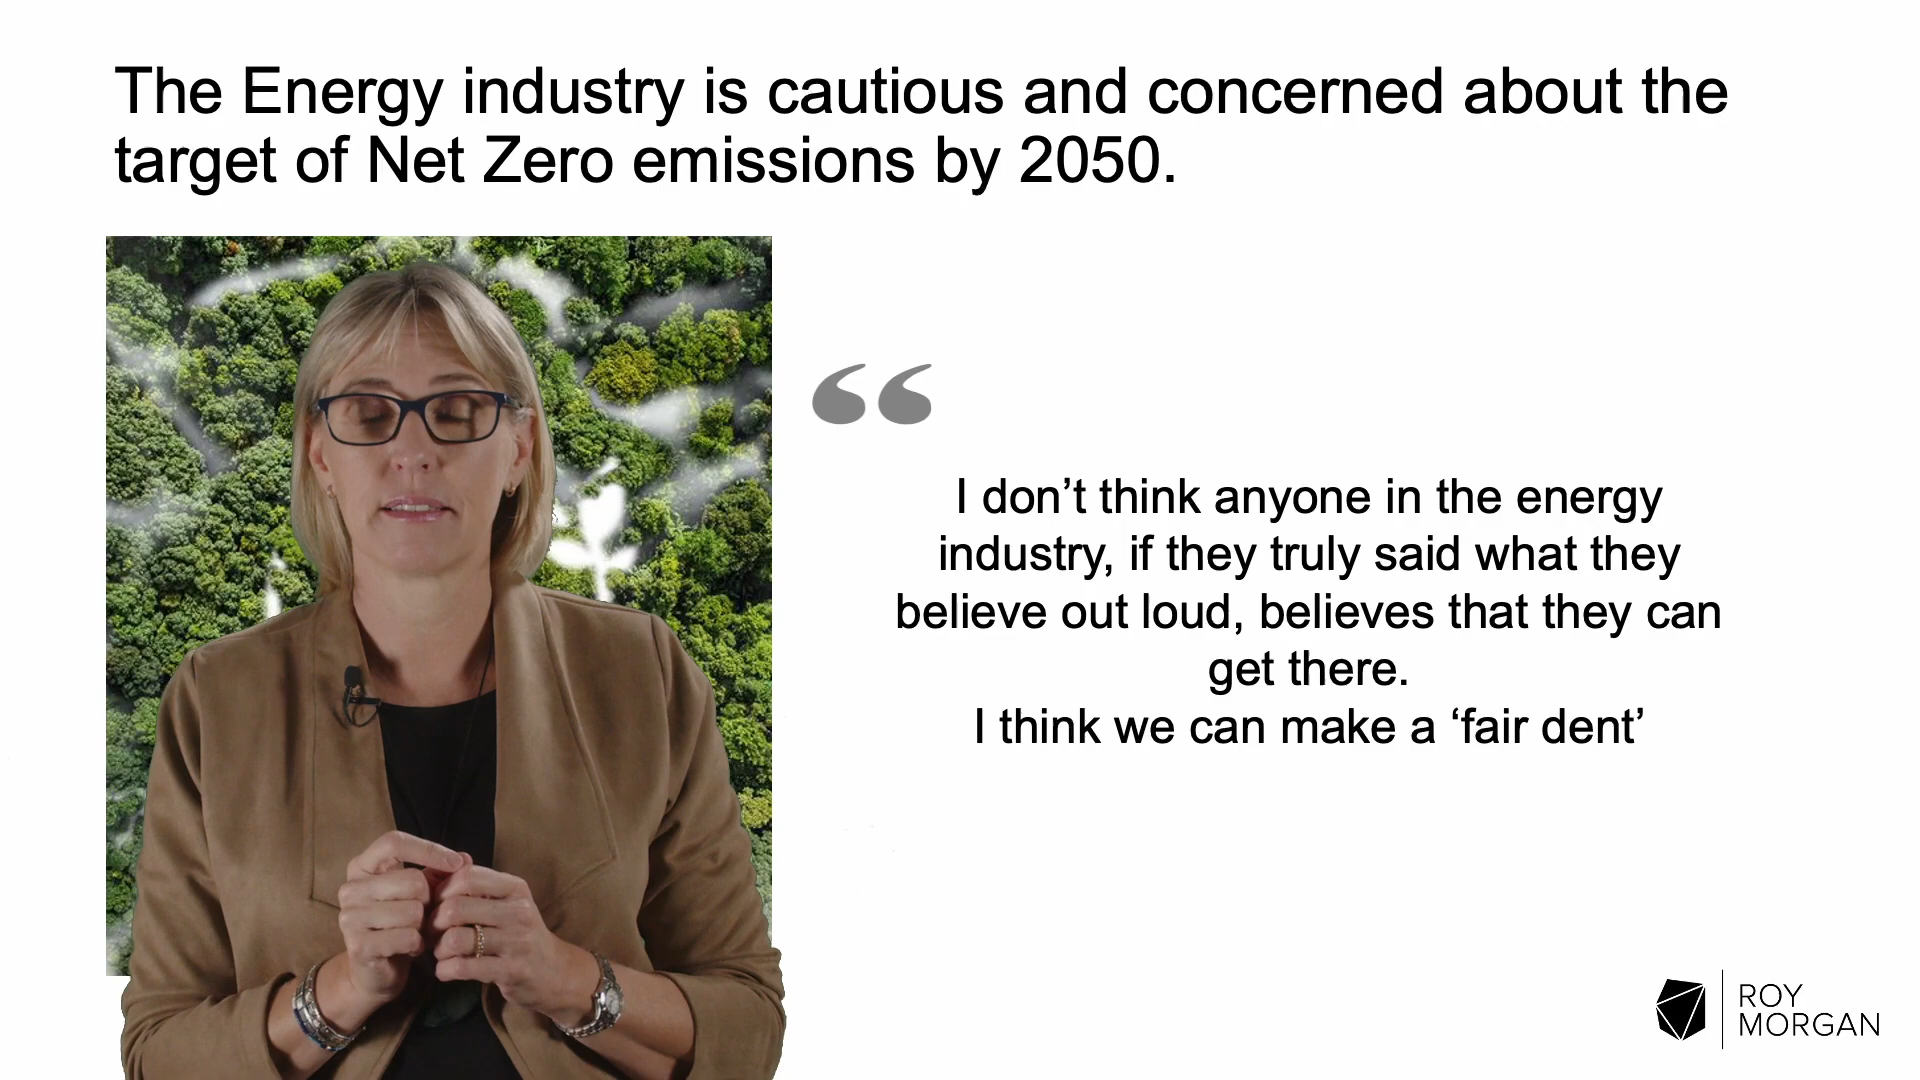 The Energy industry is cautious and concerned about the
target of Net Zero emissions by 2050.
“
I don’t think anyone in the energy
industry, if they truly said what they
believe out loud, believes that they can
get there.
I think we can make a ‘fair dent’
ROY
MORGAN